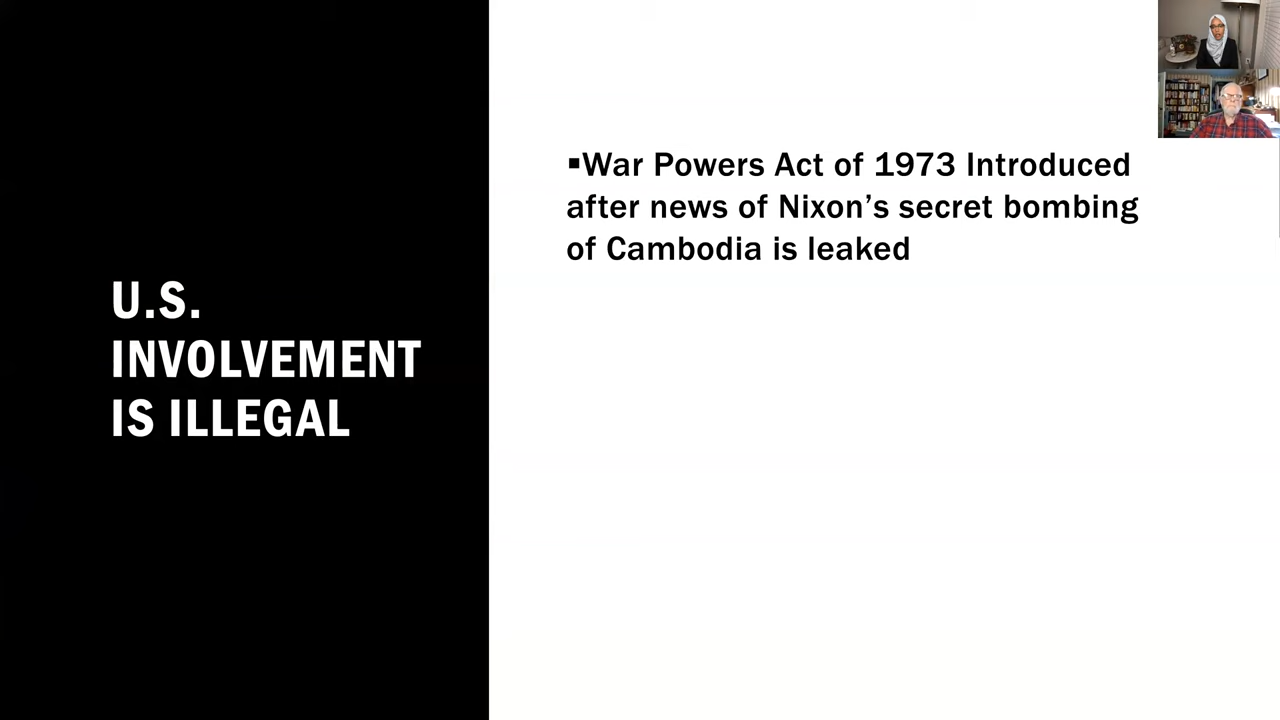 U.S.
INVOLVEMENT
IS ILLEGAL
▪War Powers Act of 1973 Introduced
after news of Nixon’s secret bombing
of Cambodia is leaked